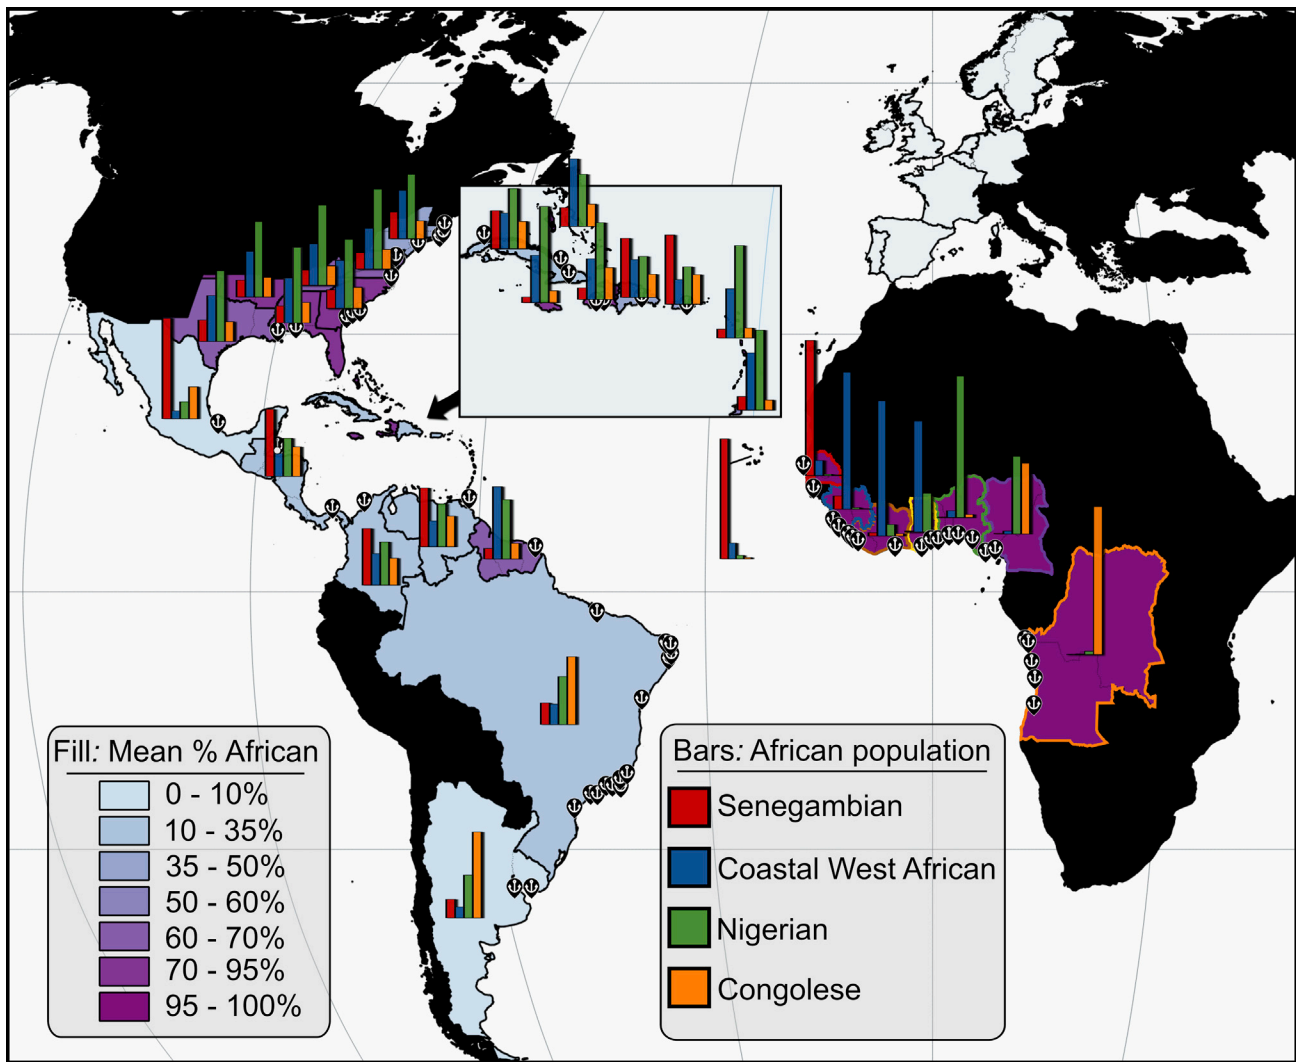 Fill: Mean % African
0 - 10%
10 - 35%
35 - 50%
50 - 60%
60 - 70%
70 - 95%
95 - 100%
Bars: African population
Senegambian
Coastal West African
Nigerian
Congolese